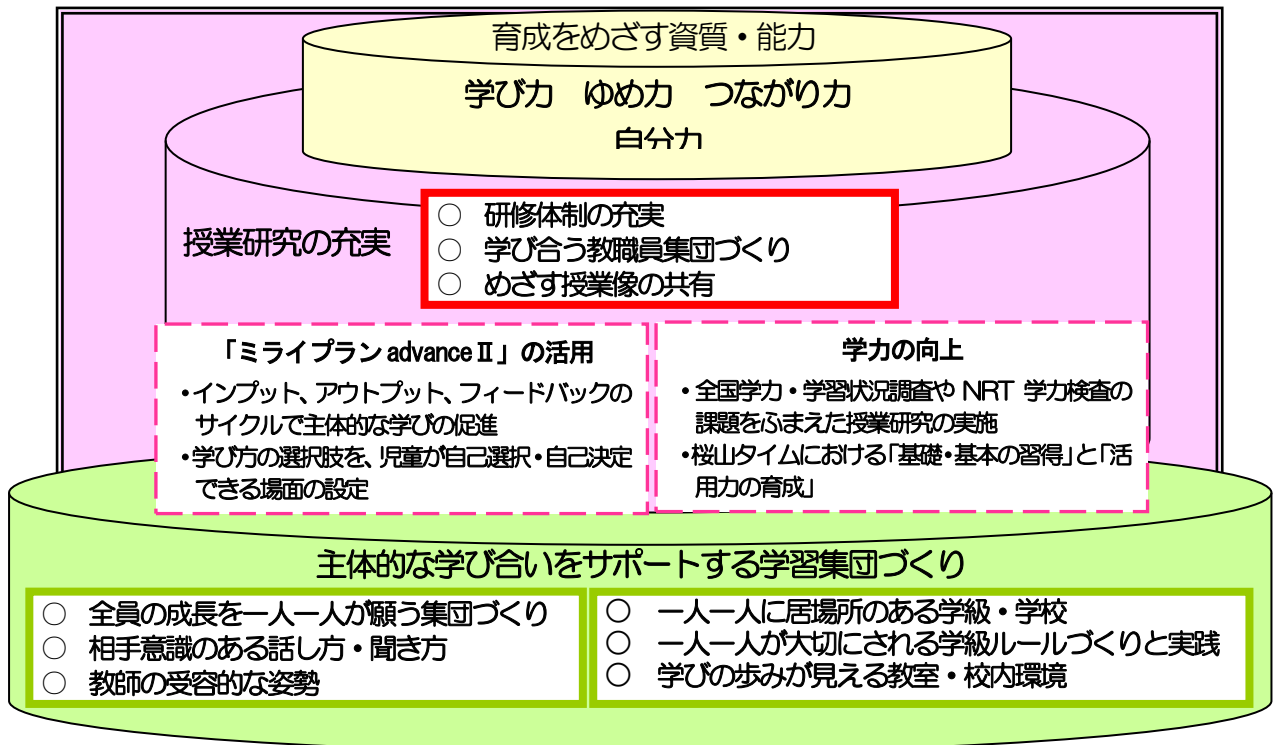 育成をめざす資質・能力
学び力　ゆめ力　つながり力
自分力
授業研究の充実
○　研修体制の充実
○　学び合う教職員集団づくり
○　めざす授業像の共有
「ミライプラン advanceⅡ」の活用
・インプット、アウトプット、フィードバックの
サイクルで主体的な学びの促進
・学び方の選択肢を、児童が自己選択・自己決定
できる場面の設定
学力の向上
・全国学力・学習状況調査や NRT 学力検査の
課題をふまえた授業研究の実施
・桜山タイムにおける「基礎・基本の習得」と「活
用力の育成」
主体的な学び合いをサポートする学習集団づくり
○　全員の成長を一人一人が願う集団づくり
○　相手意識のある話し方・聞き方
○　教師の受容的な姿勢
○　一人一人に居場所のある学級・学校
○　一人一人が大切にされる学級ルールづくりと実践
○　学びの歩みが見える教室・校内環境